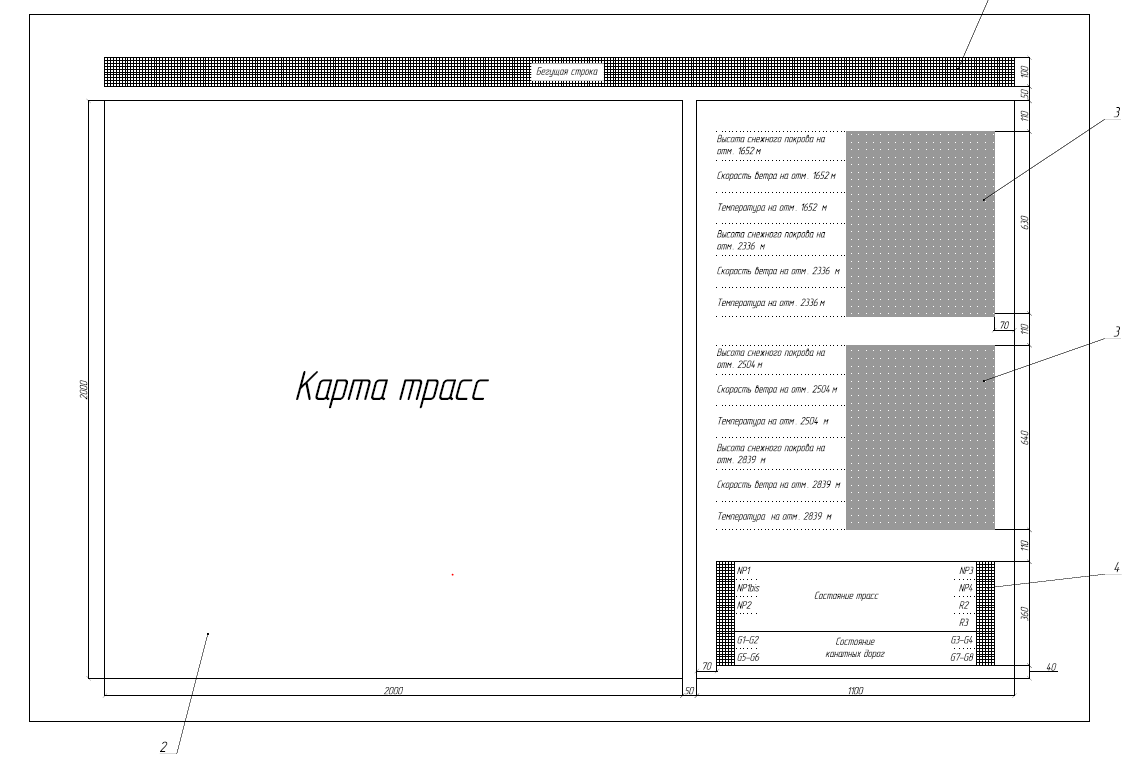 Бегущая строка
100
50
110
3
Высота снежного покрова на
отм. 1652 м
Скорость ветра на отм. 1652 м
Температура на отм. 1652 м
Высота снежного покрова на
отм. 2336 м
Скорость ветра на отм. 2336 м
Температура на отм. 2336 м
630
70
110
3
Карта трасс
2000
Высота снежного покрова на
отм. 2504 м
Скорость ветра на отм. 2504 м
Температура на отм. 2504 м
Высота снежного покрова на
отм. 2839 м
Скорость ветра на отм. 2839 м
Температура на отм. 2839 м
640
110
4
NP1
NP3
NP1bis
NP4
Состояние трасс
NP2
R2
R3
G1-G2
Состояние
G3-G4
G5-G6
канатных дорог
G7-G8
360
70
40
2000
50
1100
2